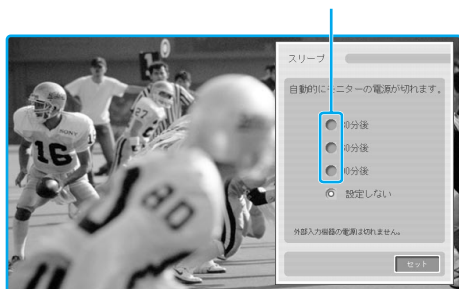 スリープ
自動的にモニターの電源が切れます。
0分後
0分後
0分後
設定しない
外部入力機器の電源は切れません。
セット
SONY
16
27
80